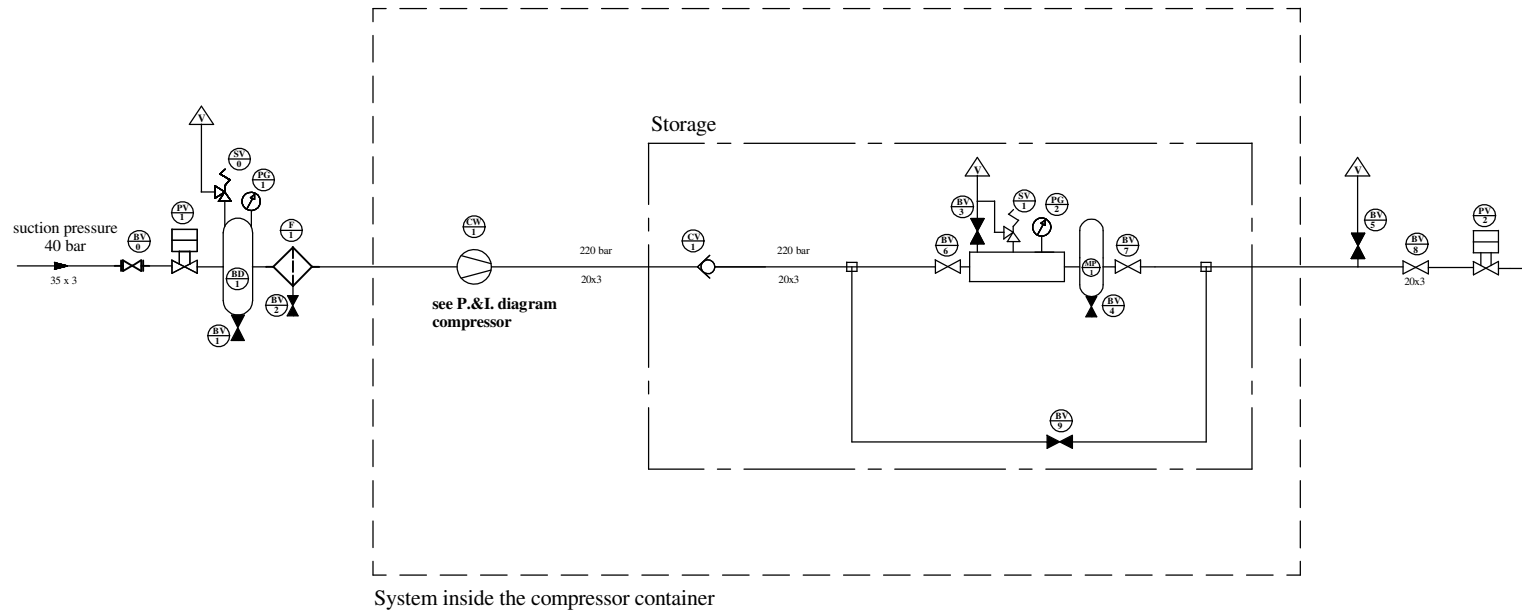 Storage
V
SV
0
PG
1
PV
1
F
1
suction pressure
40 bar
BV
0
35 x 3
BD
1
BV
2
BV
1
CW
1
see P.&I. diagram
compressor
220 bar
20x3
CV
1
220 bar
20x3
V
BV
3
SV
1
PG
2
BV
6
MF
1
BV
7
BV
4
BV
9
V
BV
5
BV
8
20x3
PV
2
System inside the compressor container